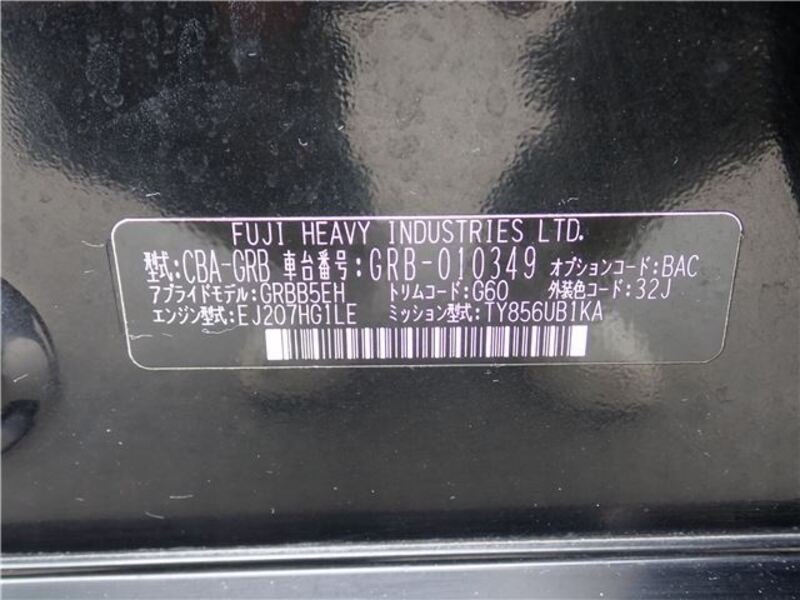 FUJI HEAVY INDUSTRIES LTD.
型式:CBA-GRB 車台番号:GRB-010349 オプションコード:BAC
アプライドモデル:GRBB5EH トリムコード:G60 外装色コード:32J
エンジン型式:EJ207HG1LE ミッション型式:TY856UB1KA